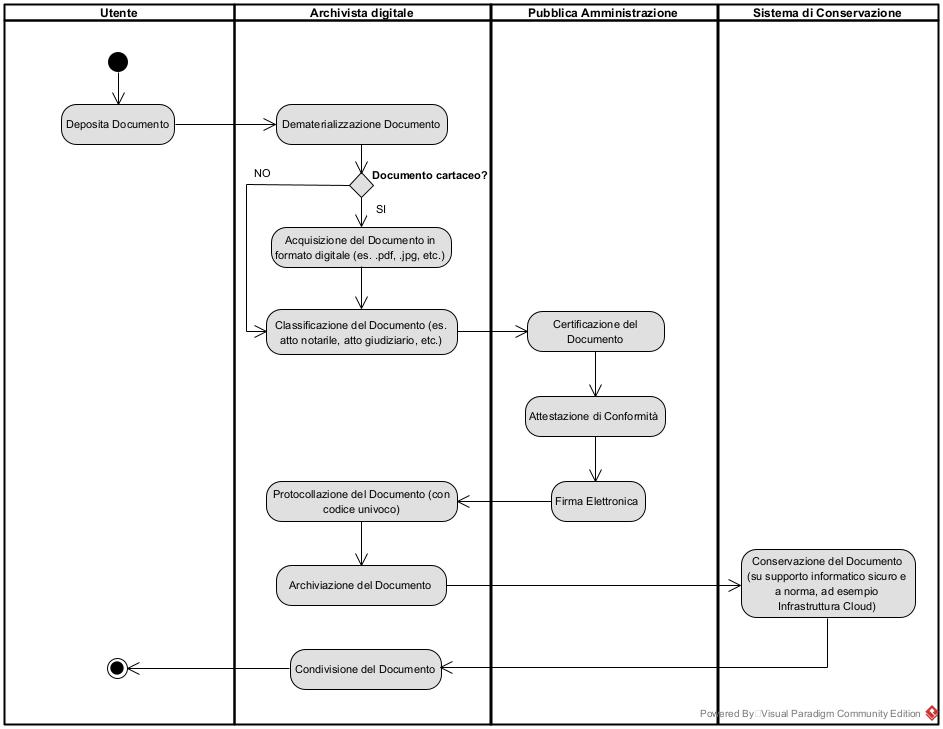 Utente
Archivista digitale
Pubblica Amministrazione
Sistema di Conservazione
Deposita Documento
Dematerializzazione Documento
NO
Documento cartaceo?
SI
Acquisizione del Documento in
formato digitale (es. .pdf, .jpg, etc.)
Classificazione del Documento (es.
atto notarile, atto giudiziario, etc.)
Certificazione del
Documento
Attestazione di Conformità
Protocollazione del Documento (con
codice univoco)
Firma Elettronica
Archiviazione del Documento
Conservazione del Documento
(su supporto informatico sicuro e
a norma, ad esempio
Infrastruttura Cloud)
Condivisione del Documento
Powered By Visual Paradigm Community Edition